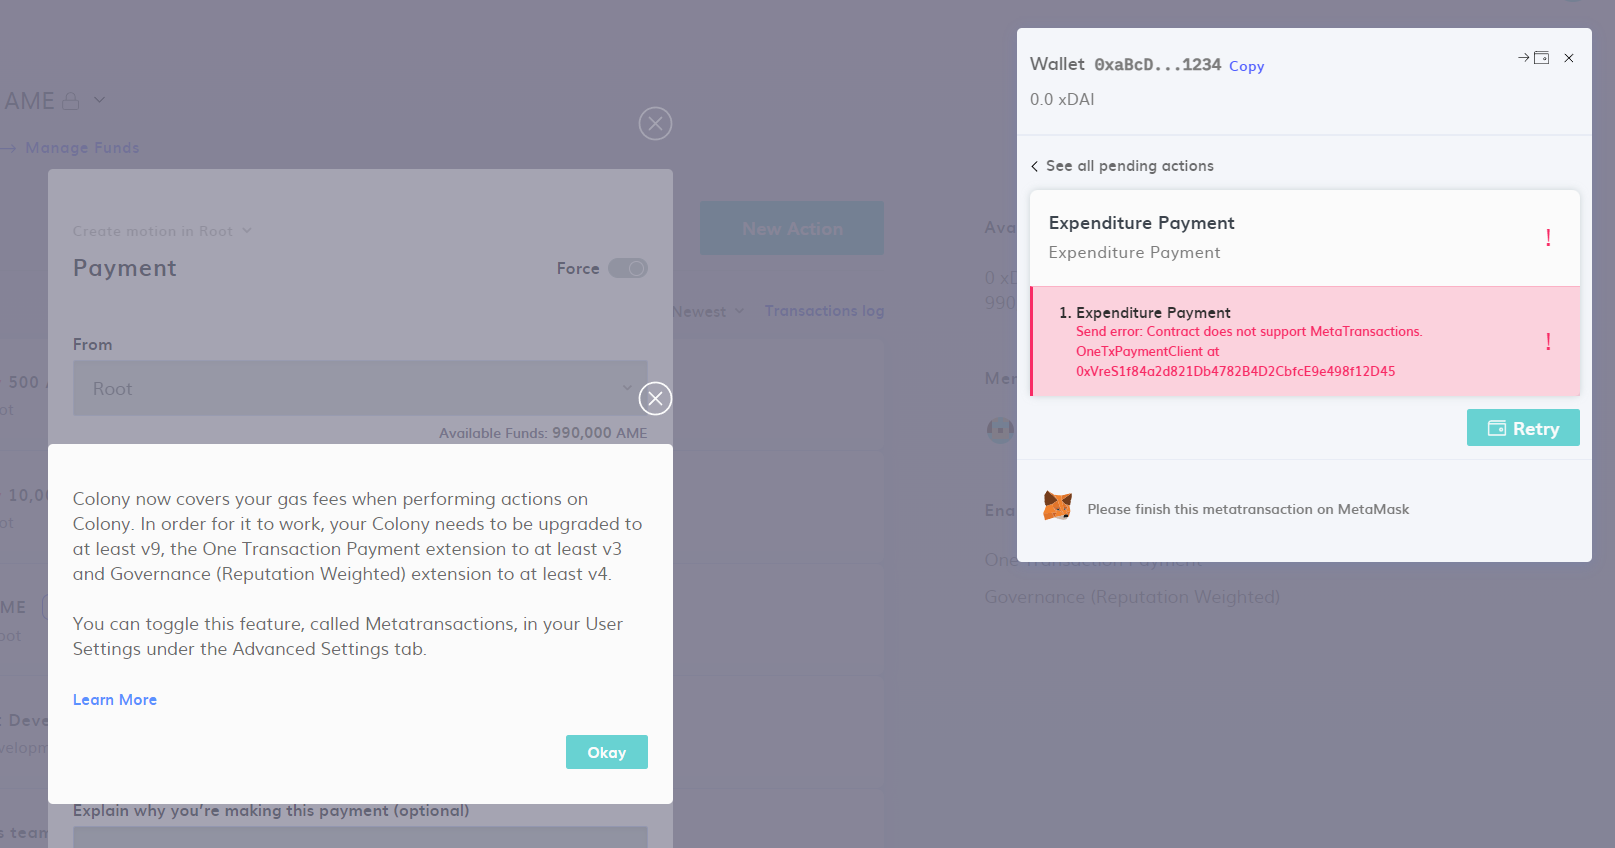 AME
→ Manage Funds
Create motion in Root
Payment
Force
New Action
Newest
Transactions log
From
Root
Available Funds: 990,000 AME
500
10,00
AME
Colony now covers your gas fees when performing actions on
Colony. In order for it to work, your Colony needs to be upgraded to
at least v9, the One Transaction Payment extension to at least v3
and Governance (Reputation Weighted) extension to at least v4.
You can toggle this feature, called Metatransactions, in your User
Settings under the Advanced Settings tab.
Learn More
Okay
Explain why you're making this payment (optional)
Wallet 0xaBcD...1234 Copy
0.0 xDAI
See all pending actions
Expenditure Payment
Expenditure Payment
!
1. Expenditure Payment
Send error: Contract does not support MetaTransactions.
OneTxPaymentClient at
0xVreS1f84a2d821Db4782B4D2CbfcE9e498f12D45
!
Retry
Please finish this metatransaction on MetaMask
Ava
0 xD
990
Mer
Ena
One Transaction Payment
Governance (Reputation Weighted)